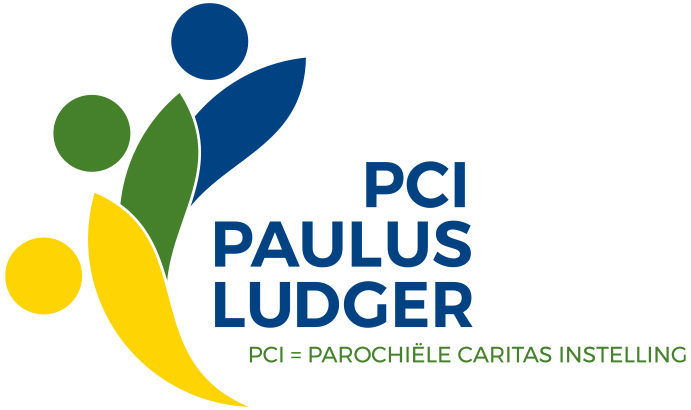 PCI
PAULUS
LUDGER
PCI = PAROCHIËLE CARITAS INSTELLING